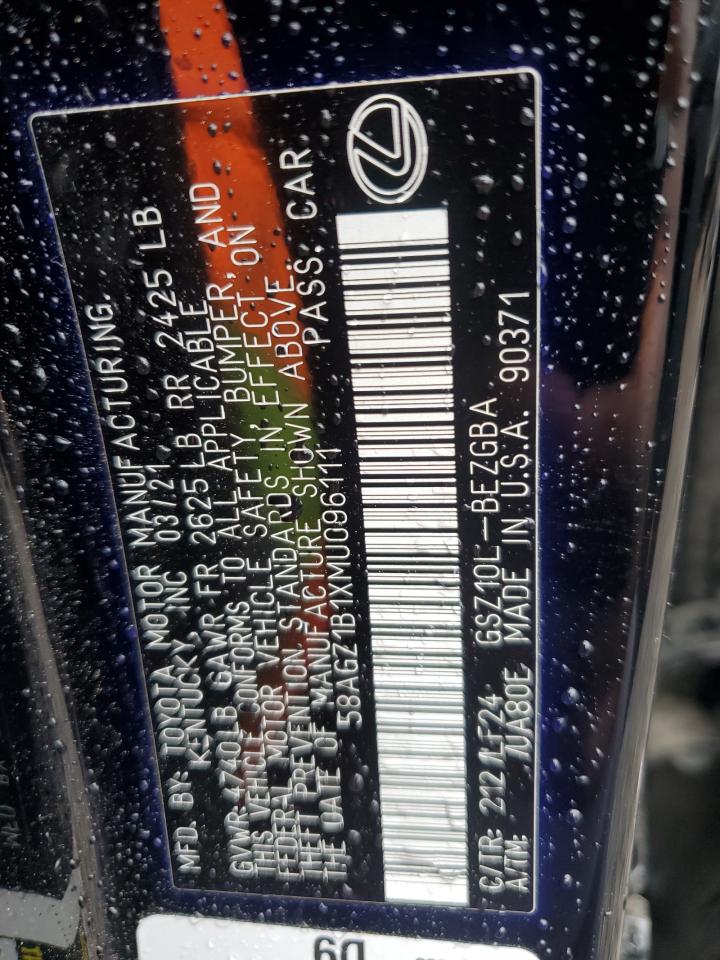 MFD. BY: TOYOTA MOTOR MANUFACTURING.
KENTUCKY, INC 03/21
GVWR 4740LB GAWR FR 2625 LB RR 2425 LB
THIS VEHICLE CONFORMS TO ALL APPLICABLE
FEDERAL MOTOR VEHICLE SAFETY, BUMPER, AND
THEFT PREVENTION STANDARDS IN EFFECT ON
THE DATE OF MANUFACTURE SHOWN ABOVE.
58AGZ1B1XMU096111 PASS. CAR
C/TR: 212 /LF24 GSZ10L-BEZGBA
A/TM: /UA80E MADE IN U.S.A. 90371
D9